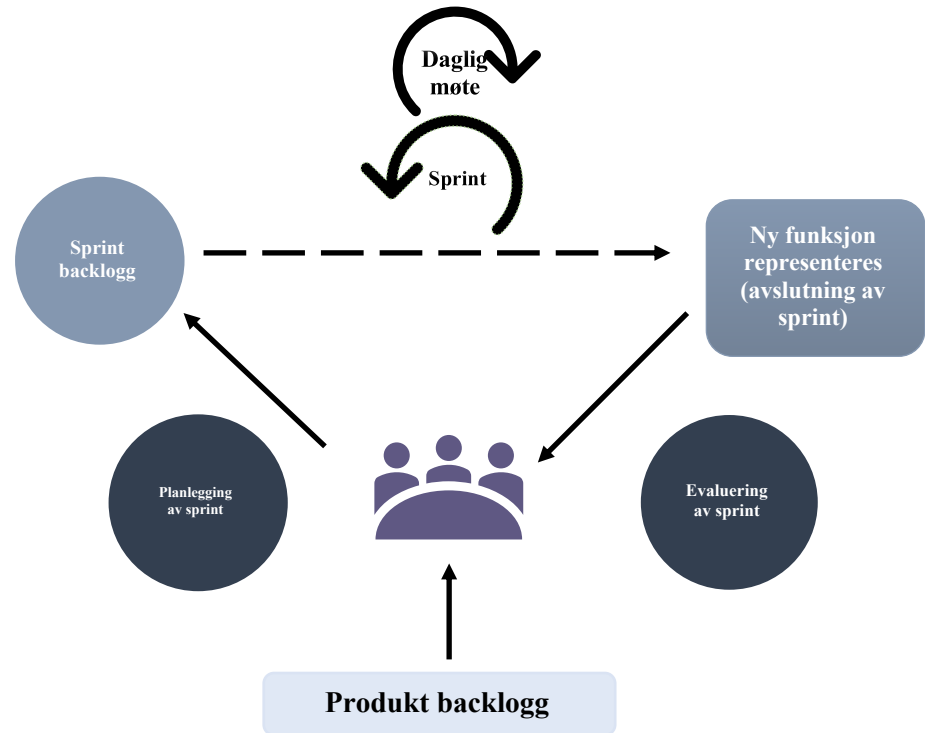 Daglig
møte
Sprint
Sprint
backlogg
Ny funksjon
representeres
(avslutning av
sprint)
Planlegging
av sprint
Evaluering
av sprint
Produkt backlogg